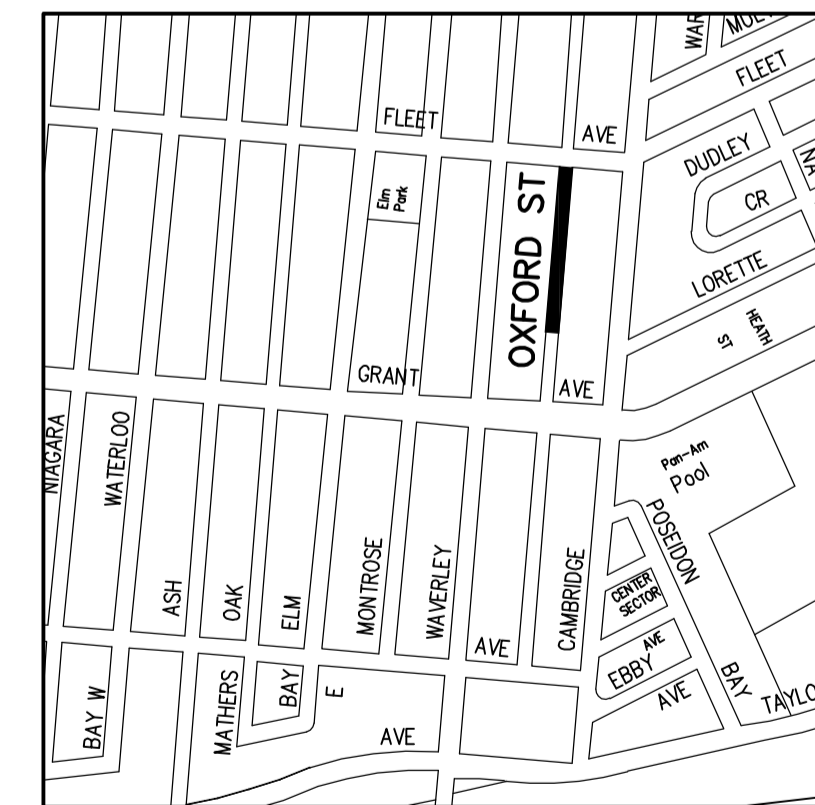 WAR
FLEET
FLEET
AVE
DUDLEY
CR
Elm
Park
OXFORD ST
LORETTE
HEATH
ST
GRANT
AVE
NIAGARA
WATERLOO
ASH
OAK
ELM
MONTROSE
WAVERLEY
CAMBRIDGE
Pan-Am
Pool
POSEIDON
BAY
CENTER
SECTOR
AVE
EBBY
AVE
AVE
BAY W
MATHERS
BAY
E
AVE
TAYLO